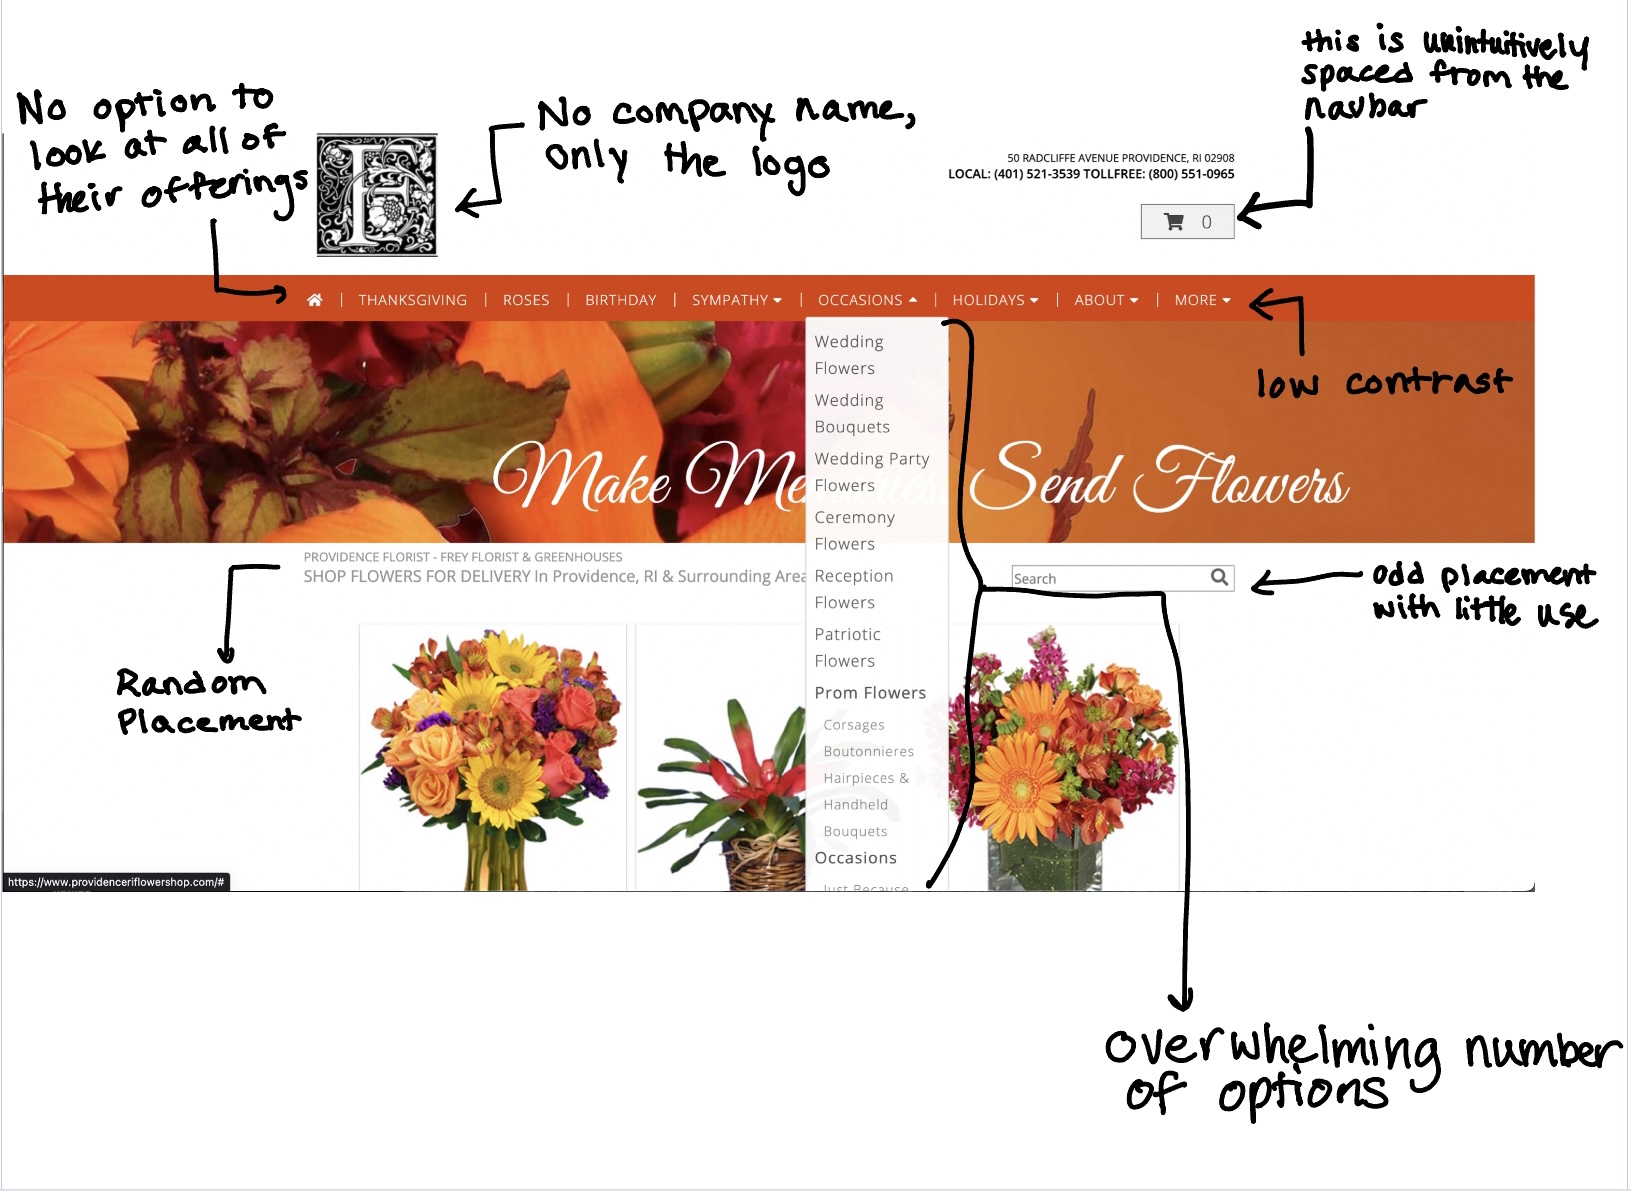 this is unintuitively
spaced from the
navbar
No option to
look at all of
their offerings
No company name,
only the logo
F
50 RADCLIFFE AVENUE PROVIDENCE, RI 02908
LOCAL: (401) 521-3539 TOLLFREE: (800) 551-0965
0
THANKSGIVING | ROSES | BIRTHDAY | SYMPATHY | OCCASIONS | HOLIDAYS | ABOUT | MORE
low contrast
Wedding
Flowers
Wedding
Bouquets
Wedding Party
Flowers
Ceremony
Flowers
Reception
Flowers
Patriotic
Flowers
Prom Flowers
Corsages
Boutonnieres
Hairpieces &
Handheld
Bouquets
Occasions
Just Because
Make Memories, Send Flowers
PROVIDENCE FLORIST - FREY FLORIST & GREENHOUSES
SHOP FLOWERS FOR DELIVERY In Providence, RI & Surrounding Area
Search
odd placement
with little use
Random
Placement
https://www.providenceriflowershop.com/#
overwhelming number
of options